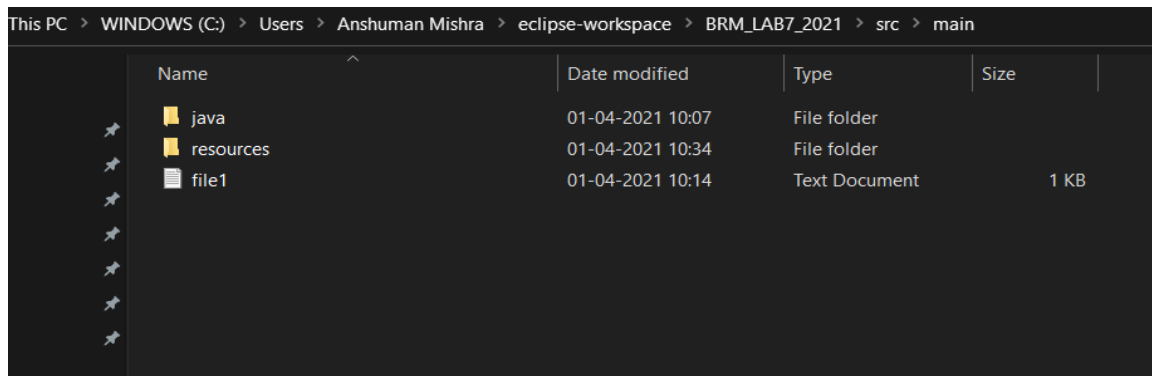 This PC > WINDOWS (C:) > Users > Anshuman Mishra > eclipse-workspace > BRM_LAB7_2021 > src > main
Name Date modified Type Size
java 01-04-2021 10:07 File folder
resources 01-04-2021 10:34 File folder
file1 01-04-2021 10:14 Text Document 1 KB